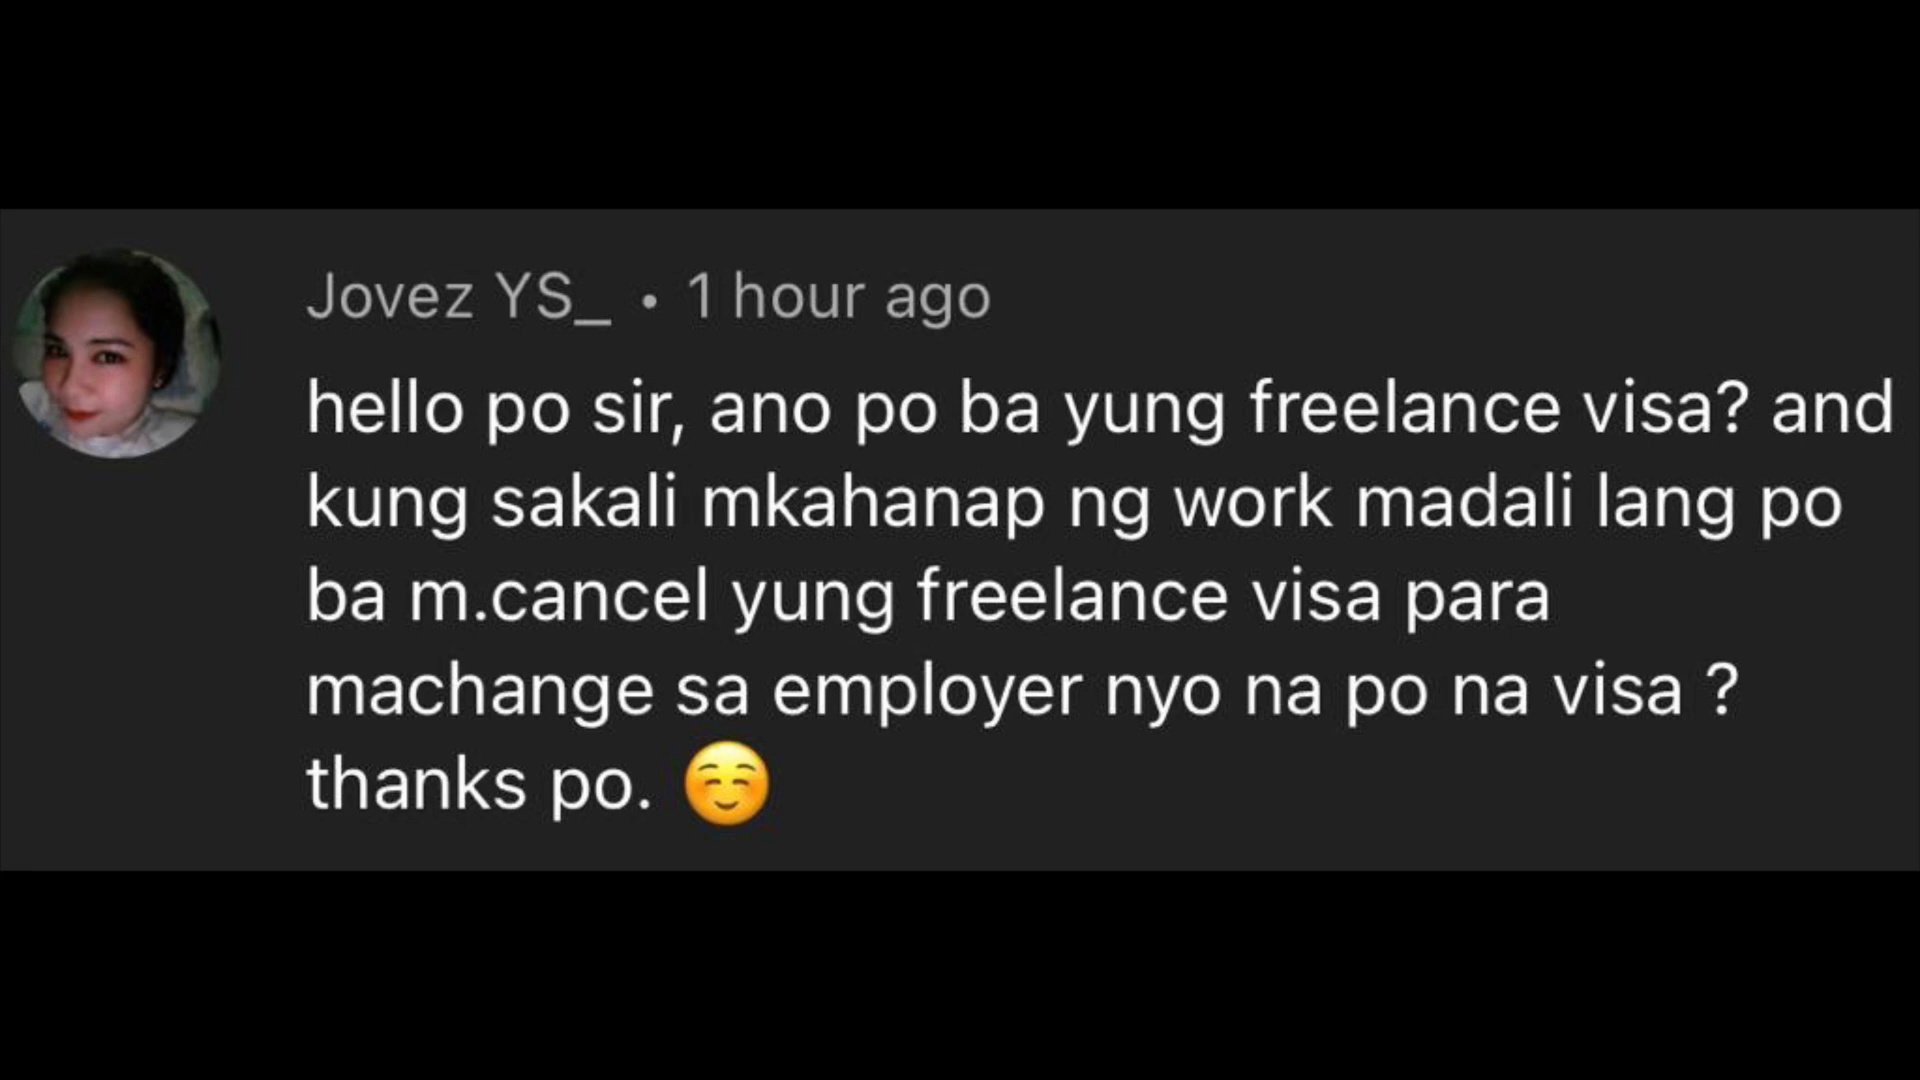 Jovez YS_ • 1 hour ago
hello po sir, ano po ba yung freelance visa? and
kung sakali mkahanap ng work madali lang po
ba m.cancel yung freelance visa para
machange sa employer nyo na po na visa ?
thanks po. ☺️